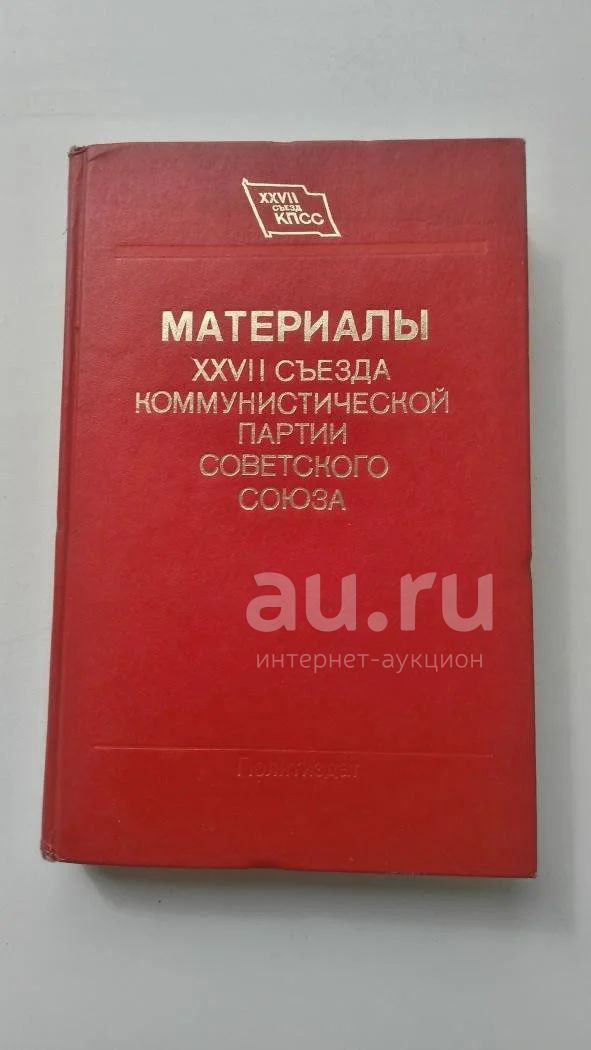 XXVII
СЪЕЗД
КПСС
МАТЕРИАЛЫ
XXVII СЪЕЗДА
КОММУНИСТИЧЕСКОЙ
ПАРТИИ
СОВЕТСКОГО
СОЮЗА
au.ru
интернет-аукцион
Политиздат